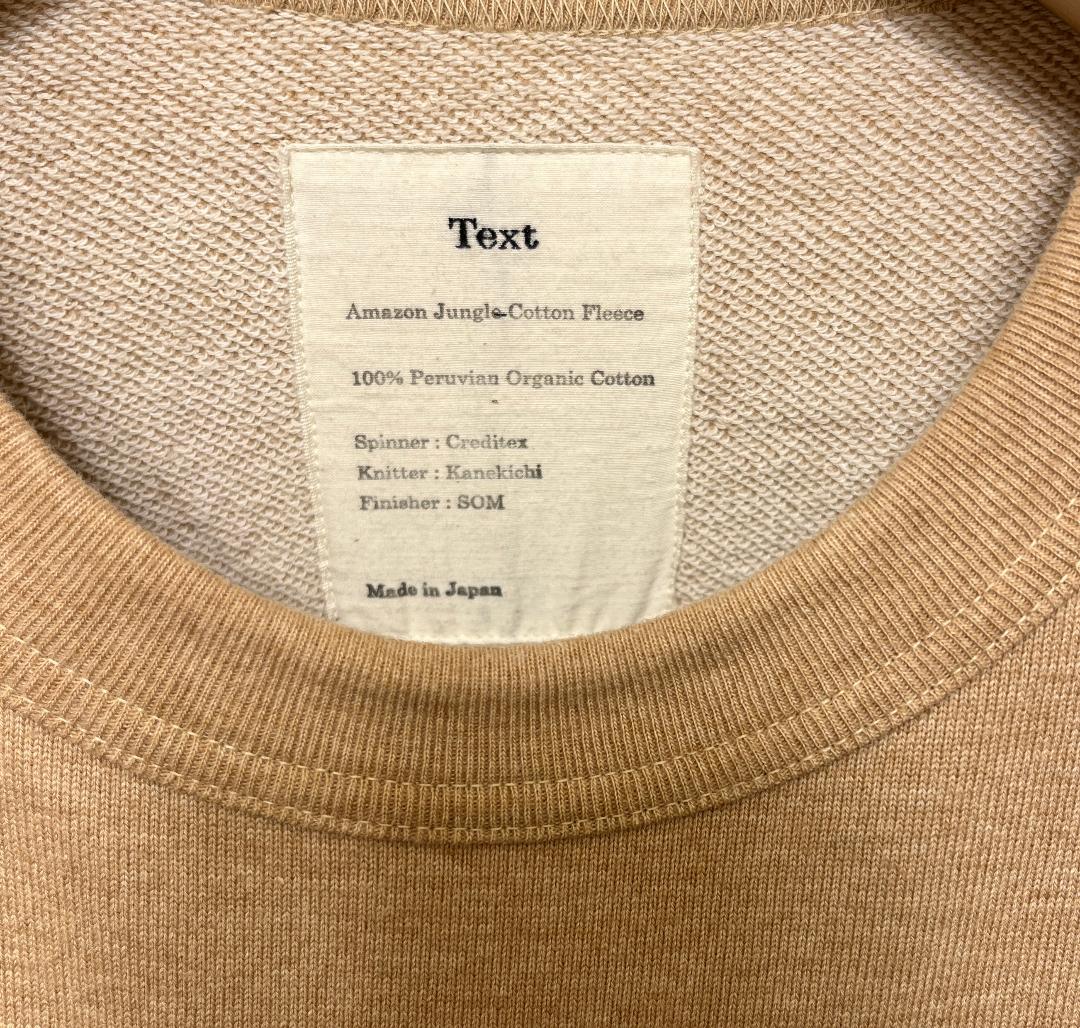 Text
Amazon Jungle Cotton Fleece
100% Peruvian Organic Cotton
Spinner : Creditex
Knitter : Kanekichi
Finisher : SOM
Made in Japan